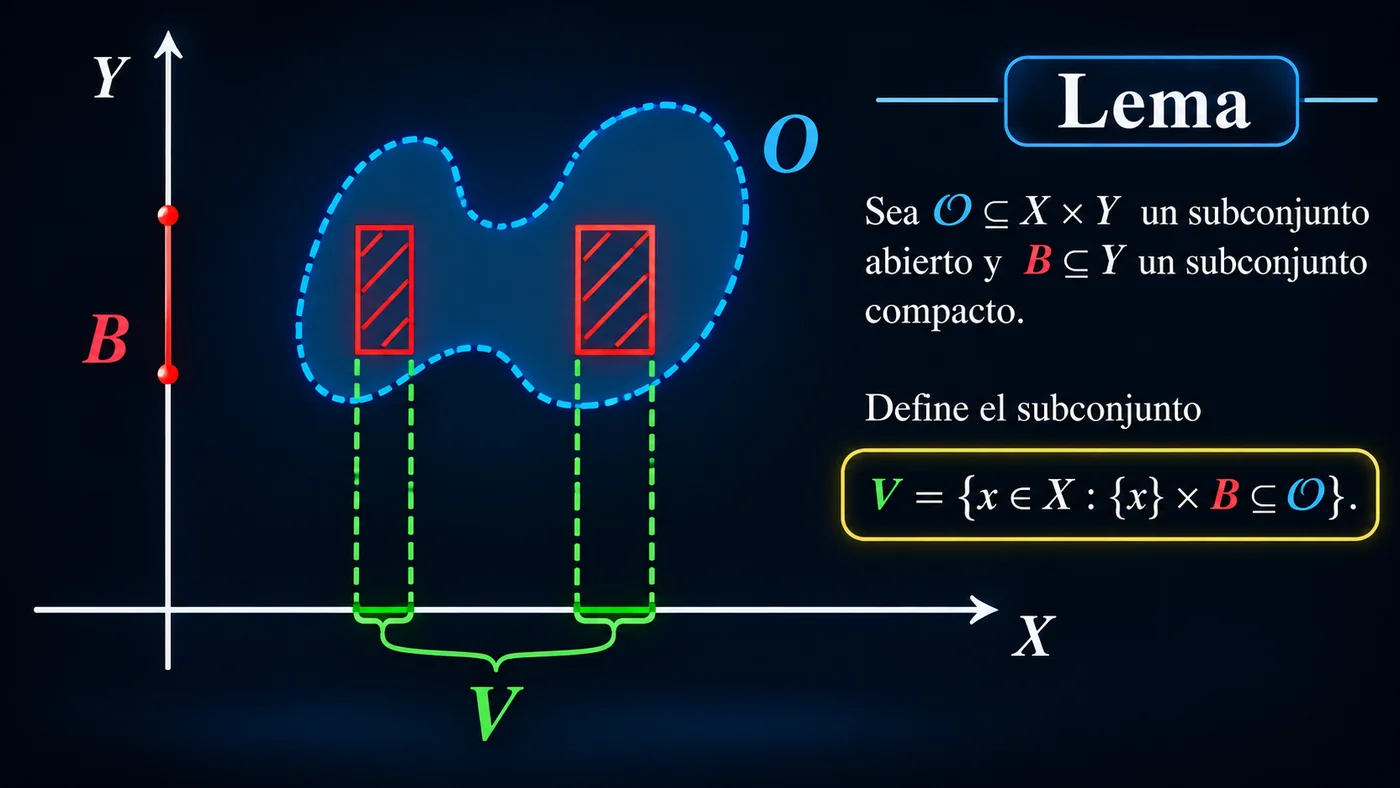 Y
O
B
X
V
Lema
Sea 𝒪 ⊆ X × Y un subconjunto
abierto y B ⊆ Y un subconjunto
compacto.
Define el subconjunto
V = {x ∈ X : {x} × B ⊆ 𝒪}.